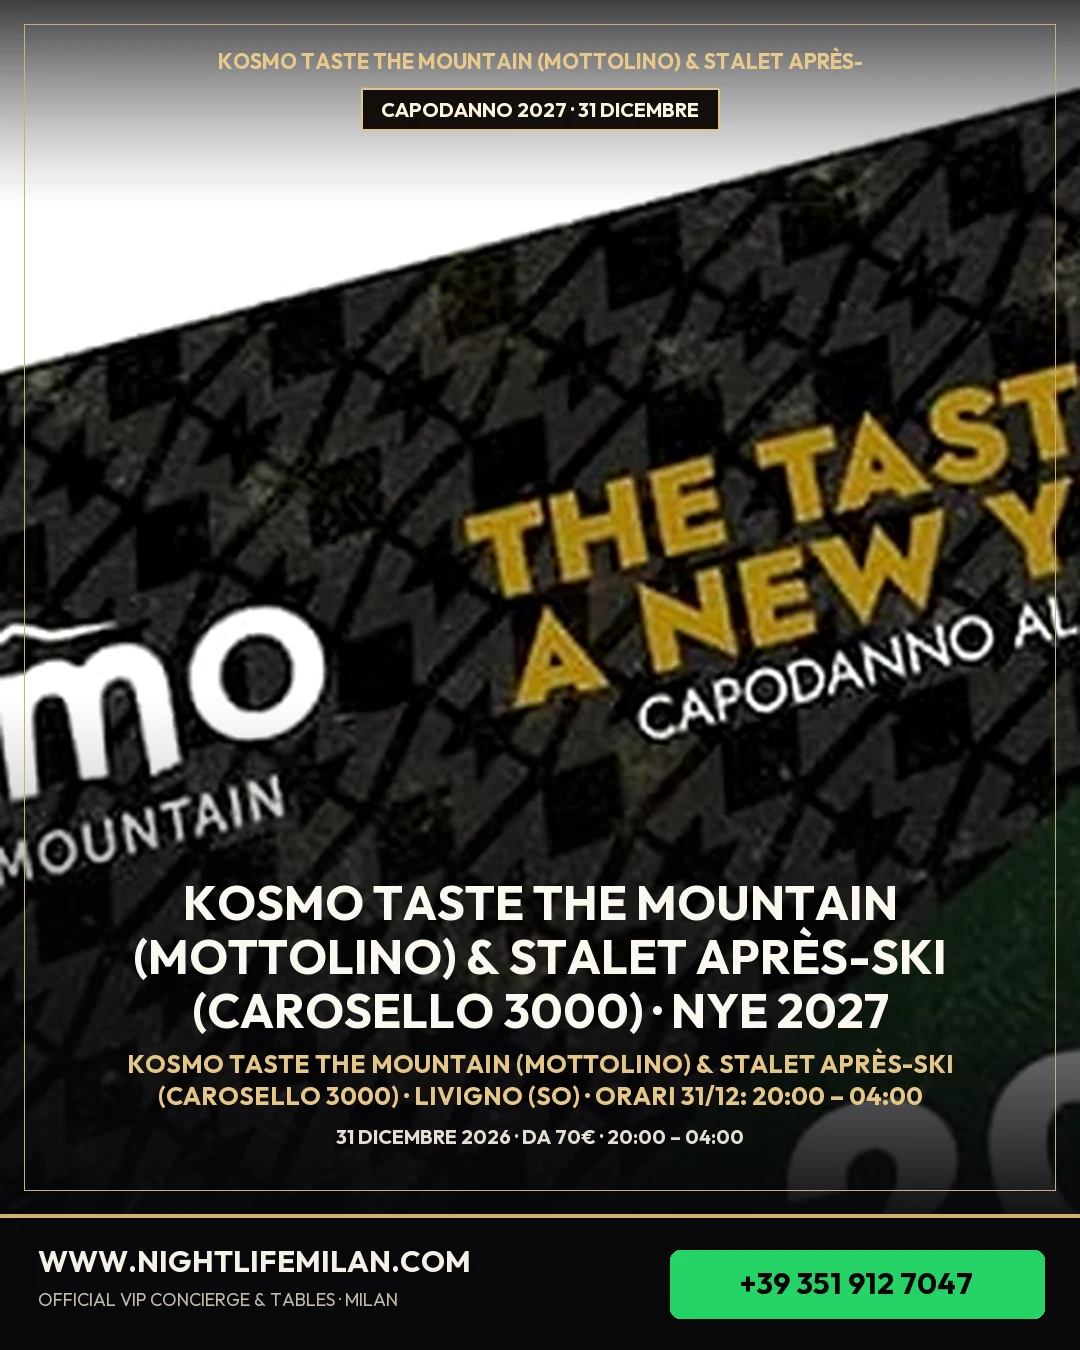 KOSMO TASTE THE MOUNTAIN (MOTTOLINO) & STALET APRÈS-
CAPODANNO 2027 · 31 DICEMBRE
THE TAST
A NEW Y
CAPODANNO AL
mo
MOUNTAIN
KOSMO TASTE THE MOUNTAIN
(MOTTOLINO) & STALET APRÈS-SKI
(CAROSELLO 3000) · NYE 2027
KOSMO TASTE THE MOUNTAIN (MOTTOLINO) & STALET APRÈS-SKI
(CAROSELLO 3000) · LIVIGNO (SO) · ORARI 31/12: 20:00 – 04:00
31 DICEMBRE 2026 · DA 70€ · 20:00 – 04:00
WWW.NIGHTLIFEMILAN.COM
OFFICIAL VIP CONCIERGE & TABLES · MILAN
+39 351 912 7047